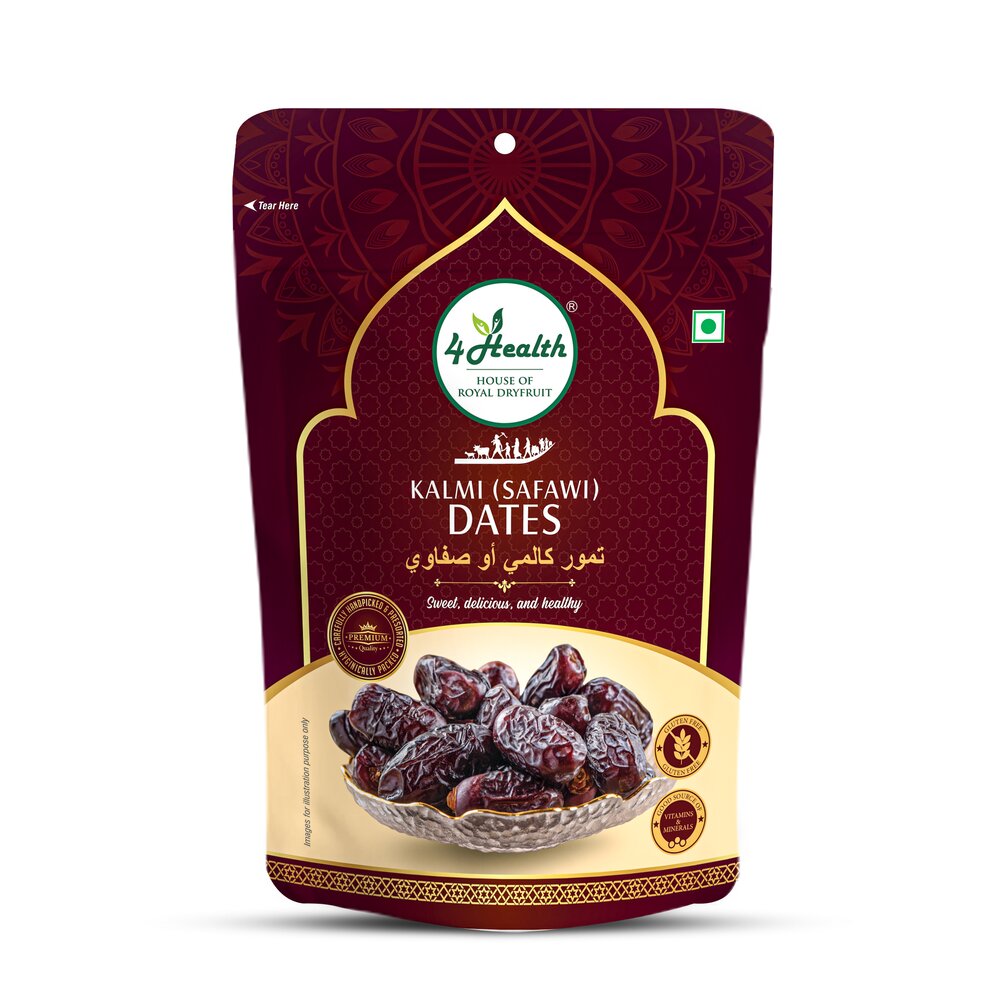 Tear Here
®
4Health
HOUSE OF
ROYAL DRYFRUIT
KALMI (SAFAWI)
DATES
تمور كالمي أو صفاوي
Sweet, delicious, and healthy
CAREFULLY HANDPICKED & PRESORTED
PREMIUM
Quality
HYGINICALLY PACKED
GLUTEN FREE
GLUTEN FREE
GOOD SOURCE OF
VITAMINS
&
MINERALS
Images for illustration purpose only